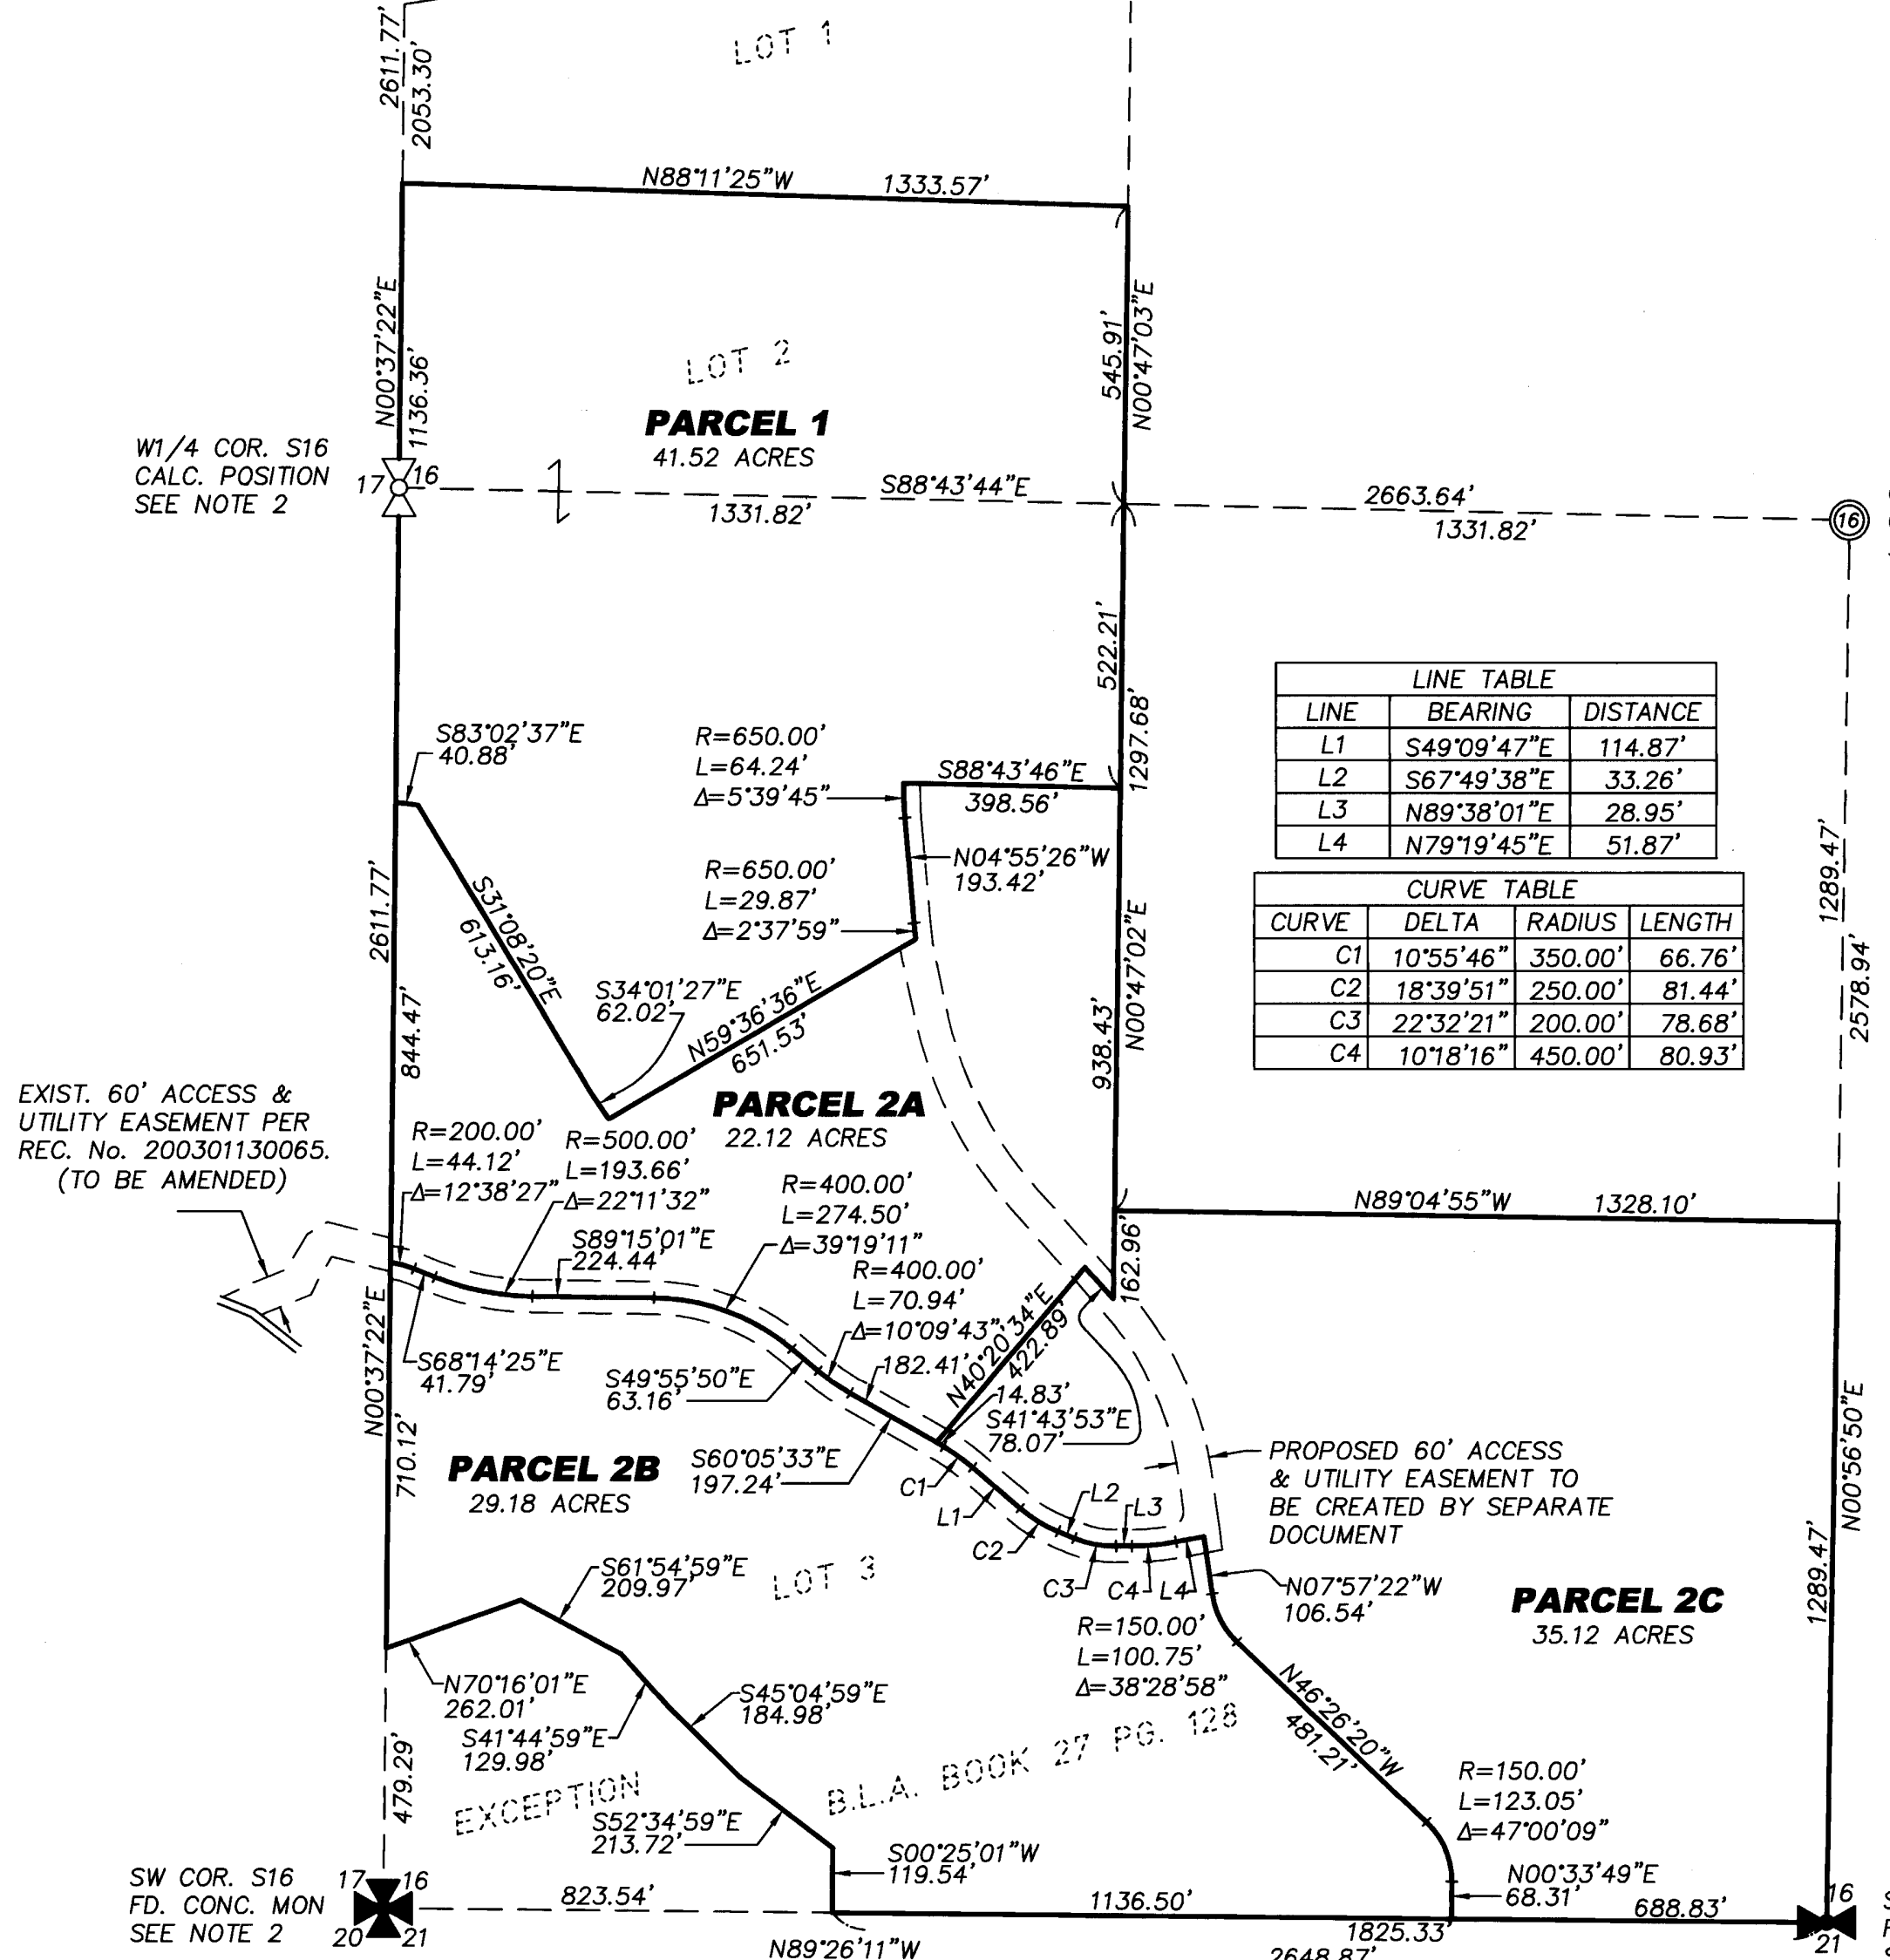 2611.77'
2053.30'
LOT 1
N88°11'25"W 1333.57'
N00°37'22"E
1136.36'
545.91'
N00°47'03"E
LOT 2
PARCEL 1
41.52 ACRES
W1/4 COR. S16
CALC. POSITION
SEE NOTE 2
17 16
S88°43'44"E
1331.82'
2663.64'
1331.82'
16
522.21'
1297.68'
LINE TABLE
LINE BEARING DISTANCE
L1 S49°09'47"E 114.87'
L2 S67°49'38"E 33.26'
L3 N89°38'01"E 28.95'
L4 N79°19'45"E 51.87'
CURVE TABLE
CURVE DELTA RADIUS LENGTH
C1 10°55'46" 350.00' 66.76'
C2 18°39'51" 250.00' 81.44'
C3 22°32'21" 200.00' 78.68'
C4 10°18'16" 450.00' 80.93'
1289.47'
2578.94'
S83°02'37"E
40.88'
R=650.00'
L=64.24'
Δ=5°39'45"
S88°43'46"E
398.56'
N04°55'26"W
193.42'
R=650.00'
L=29.87'
Δ=2°37'59"
2611.77'
844.47'
S31°08'20"E
613.16'
S34°01'27"E
62.02'
N59°36'36"E
651.53'
N00°47'02"E
938.43'
PARCEL 2A
22.12 ACRES
EXIST. 60' ACCESS &
UTILITY EASEMENT PER
REC. No. 200301130065.
(TO BE AMENDED)
R=200.00'
L=44.12'
Δ=12°38'27"
R=500.00'
L=193.66'
Δ=22°11'32"
R=400.00'
L=274.50'
Δ=39°19'11"
S89°15'01"E
224.44'
R=400.00'
L=70.94'
Δ=10°09'43"
N89°04'55"W 1328.10'
162.96'
N40°20'34"E
422.89'
182.41'
14.83'
S41°43'53"E
78.07'
N00°37'22"E
710.12'
S68°14'25"E
41.79'
S49°55'50"E
63.16'
S60°05'33"E
197.24'
PARCEL 2B
29.18 ACRES
C1
L1
C2
L2
L3
C3
C4
L4
PROPOSED 60' ACCESS
& UTILITY EASEMENT TO
BE CREATED BY SEPARATE
DOCUMENT
N00°56'50"E
1289.47'
S61°54'59"E
209.97'
LOT 3
N07°57'22"W
106.54'
PARCEL 2C
35.12 ACRES
R=150.00'
L=100.75'
Δ=38°28'58"
N70°16'01"E
262.01'
S41°44'59"E
129.98'
S45°04'59"E
184.98'
N46°26'20"W
481.21'
479.29'
EXCEPTION
B.L.A. BOOK 27 PG. 128
S52°34'59"E
213.72'
R=150.00'
L=123.05'
Δ=47°00'09"
S00°25'01"W
119.54'
N00°33'49"E
68.31'
SW COR. S16
FD. CONC. MON
SEE NOTE 2
17 16
20 21
823.54'
1136.50'
688.83'
1825.33'
N89°26'11"W
2648.87'
16
21